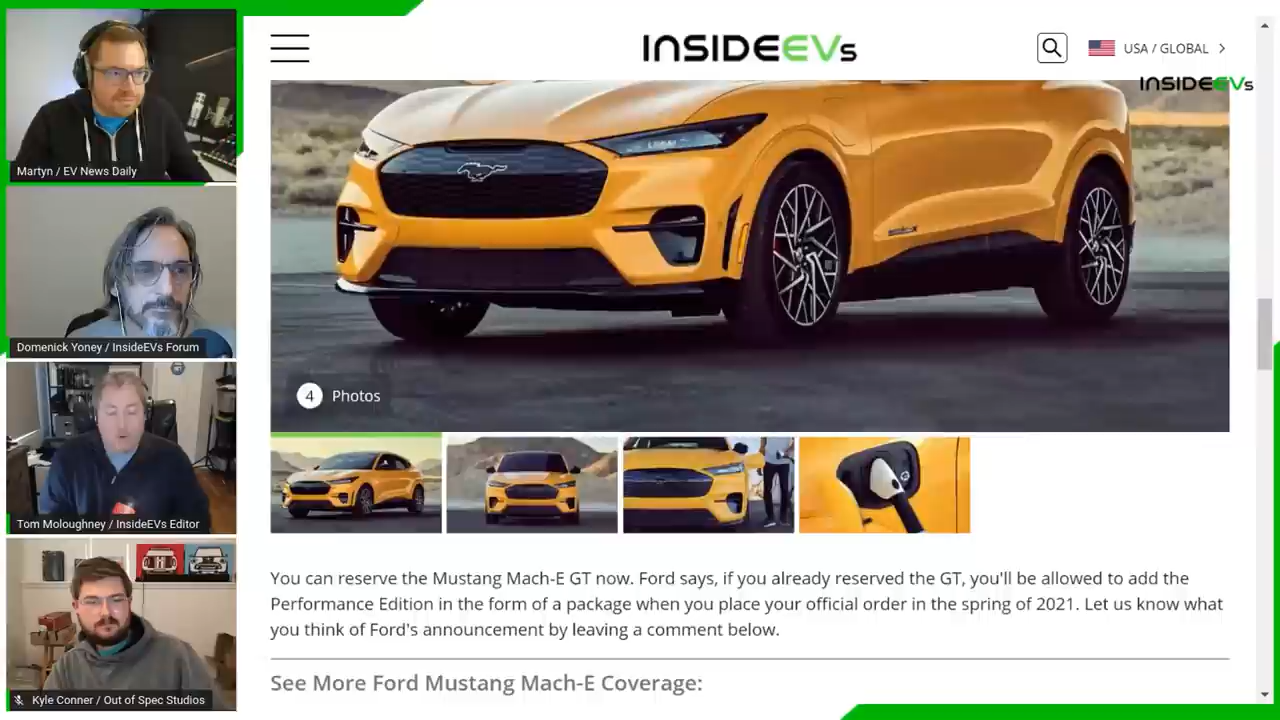 Martyn / EV News Daily
Domenick Yoney / InsideEVs Forum
Tom Moloughney / InsideEVs Editor
Kyle Conner / Out of Spec Studios
INSIDEEVs
USA / GLOBAL
INSIDEEVs
4 Photos
You can reserve the Mustang Mach-E GT now. Ford says, if you already reserved the GT, you'll be allowed to add the
Performance Edition in the form of a package when you place your official order in the spring of 2021. Let us know what
you think of Ford's announcement by leaving a comment below.
See More Ford Mustang Mach-E Coverage: